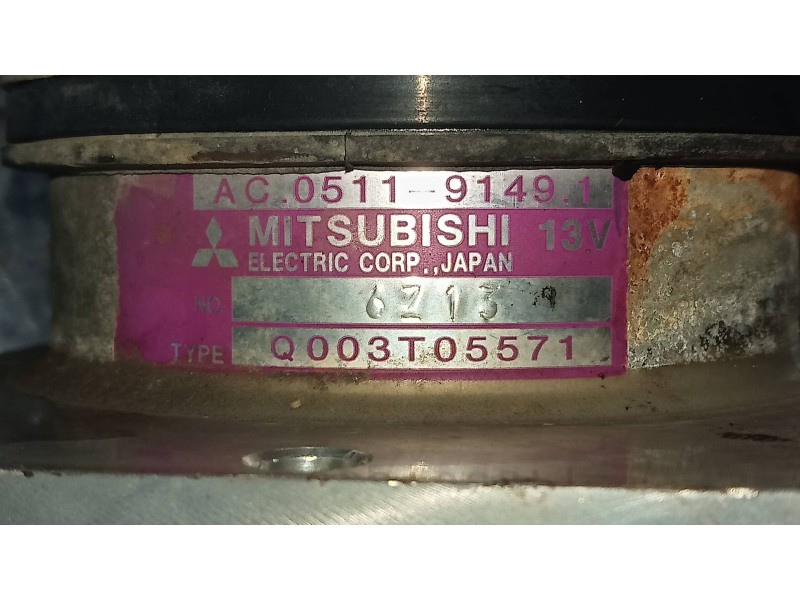 AC.0511-9149.1
MITSUBISHI 13V
ELECTRIC CORP.,JAPAN
NO. 6Z13
TYPE Q003T05571